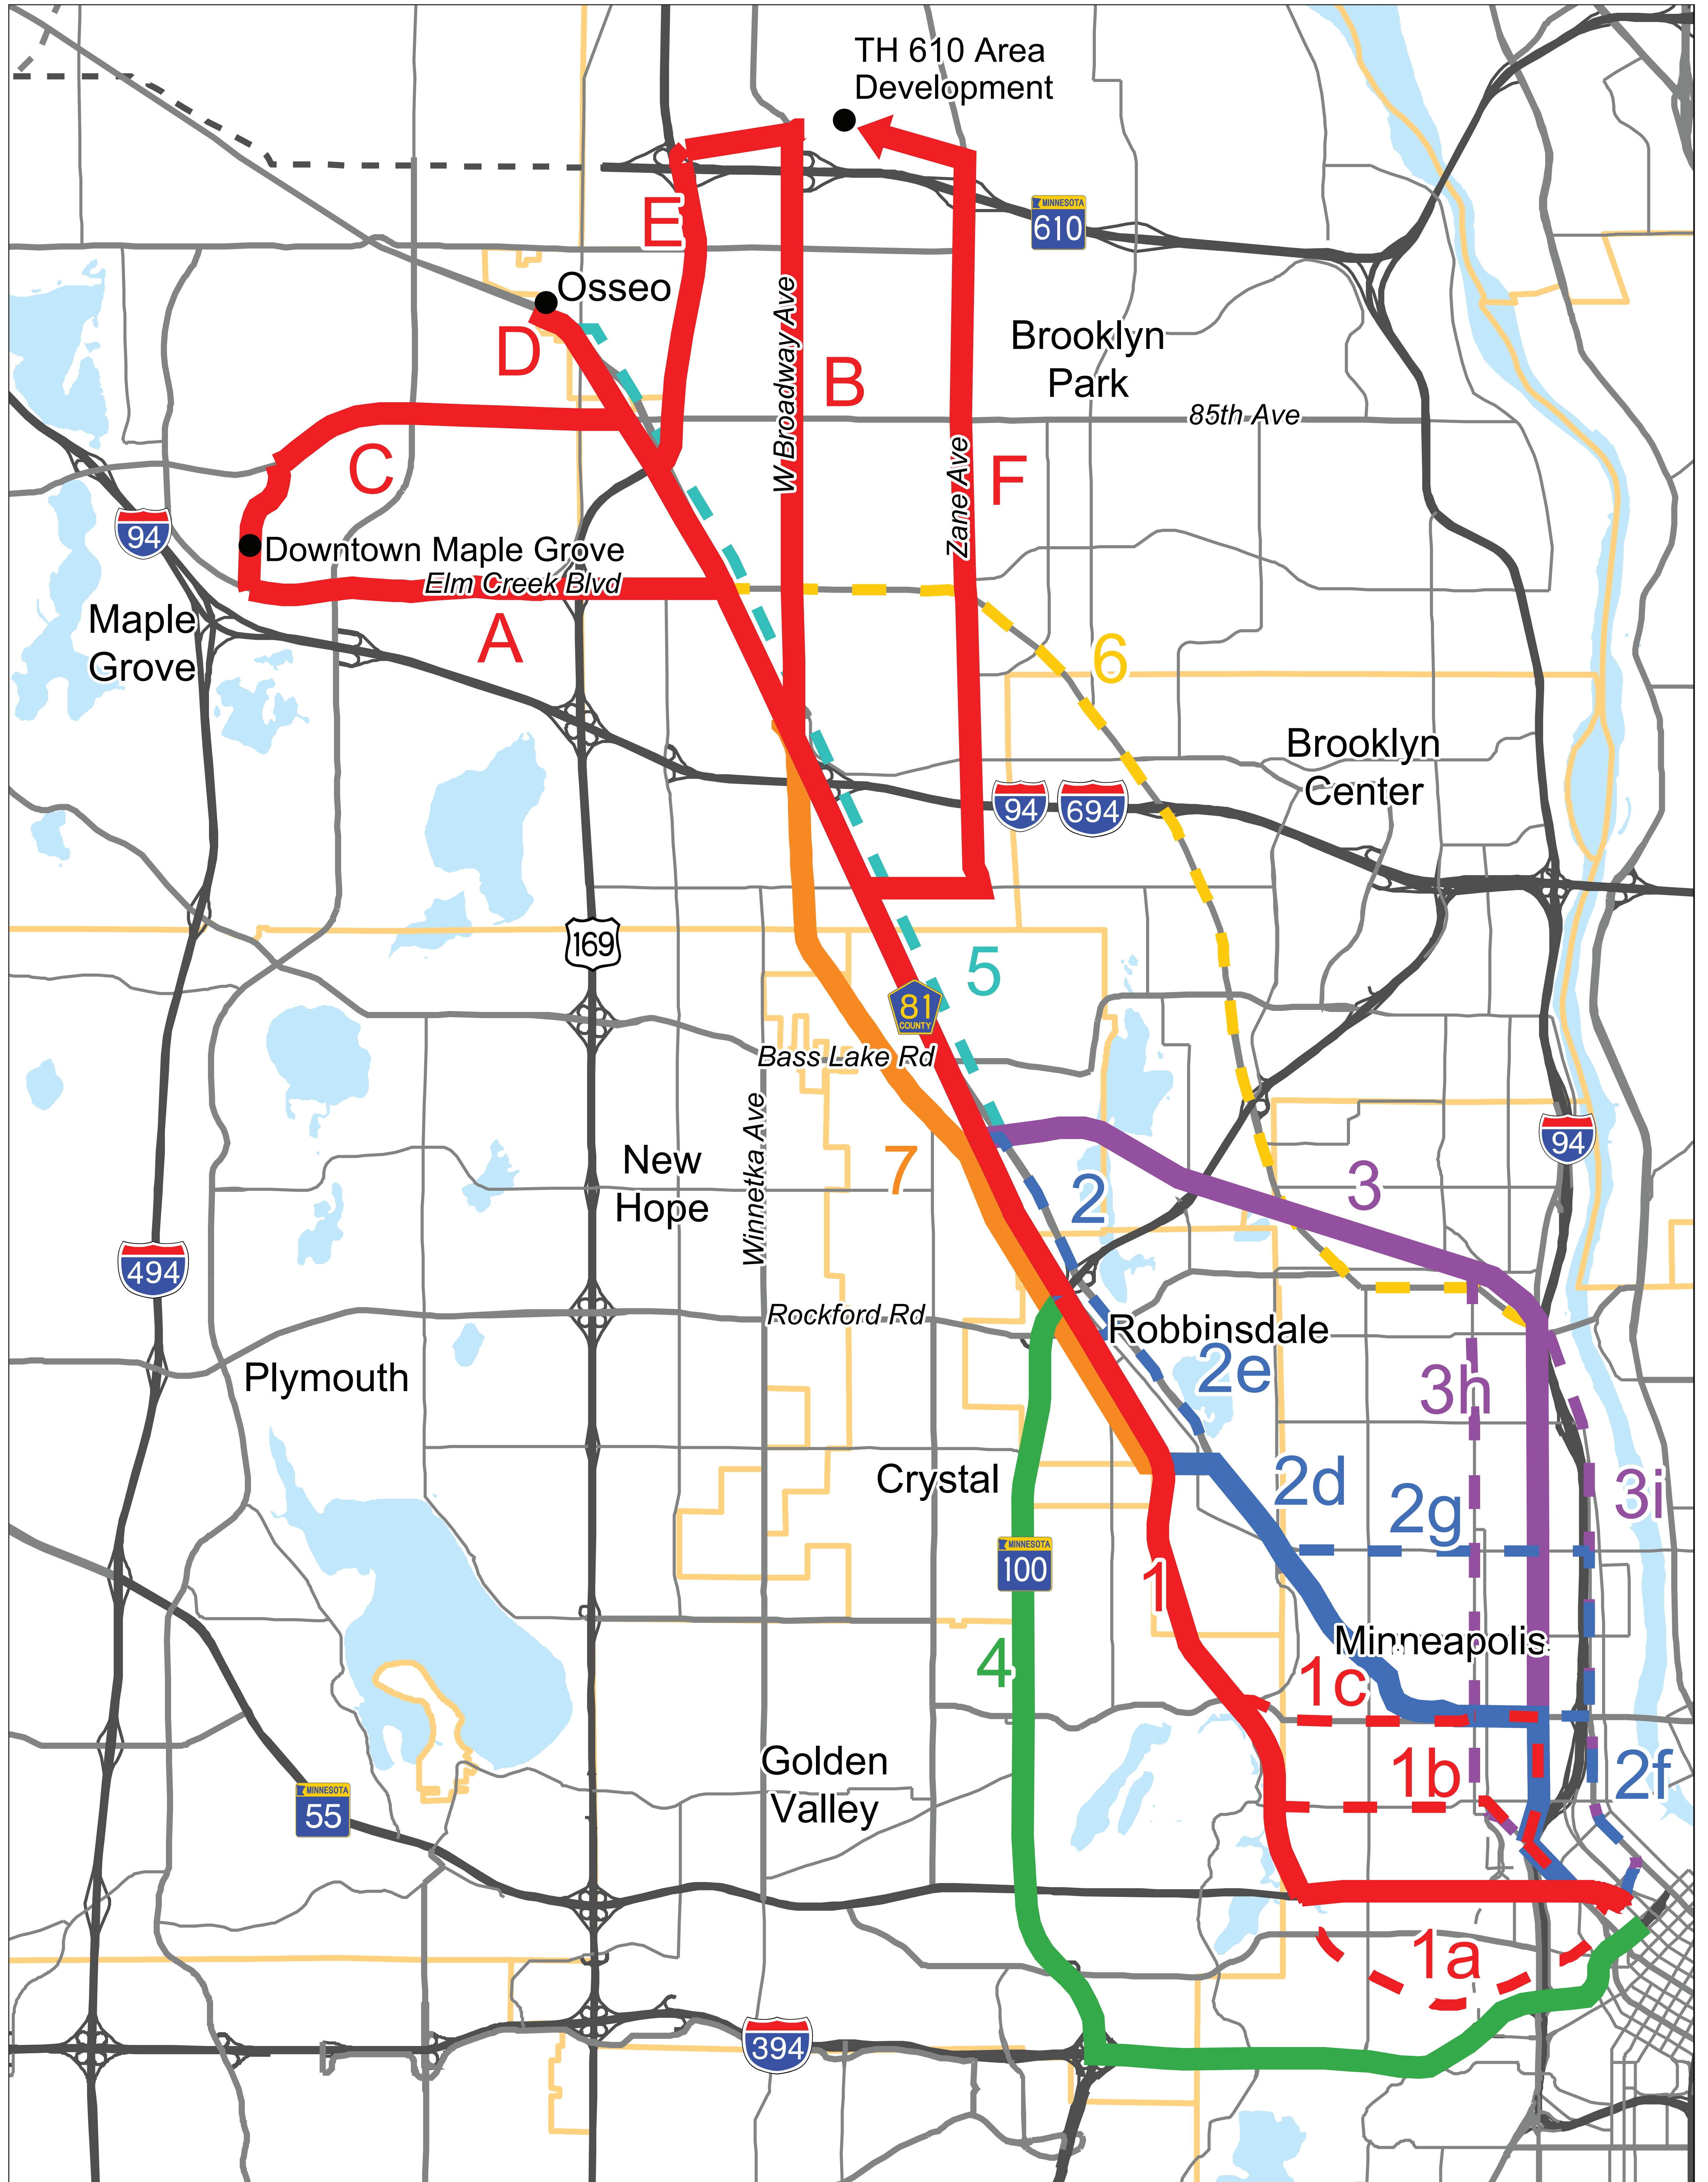 TH 610 Area
Development
MINNESOTA
610
E
Osseo
D
W Broadway Ave
B
Brooklyn
Park
85th Ave
C
Zane Ave
F
94
Downtown Maple Grove
Elm Creek Blvd
Maple
Grove
A
6
Brooklyn
Center
94
694
169
5
81
COUNTY
Bass Lake Rd
Winnetka Ave
94
New
Hope
7
2
3
494
Rockford Rd
Robbinsdale
2e
Plymouth
3h
Crystal
2d
2g
3i
MINNESOTA
100
1
Minneapolis
4
1c
Golden
Valley
1b
2f
MINNESOTA
55
1a
394